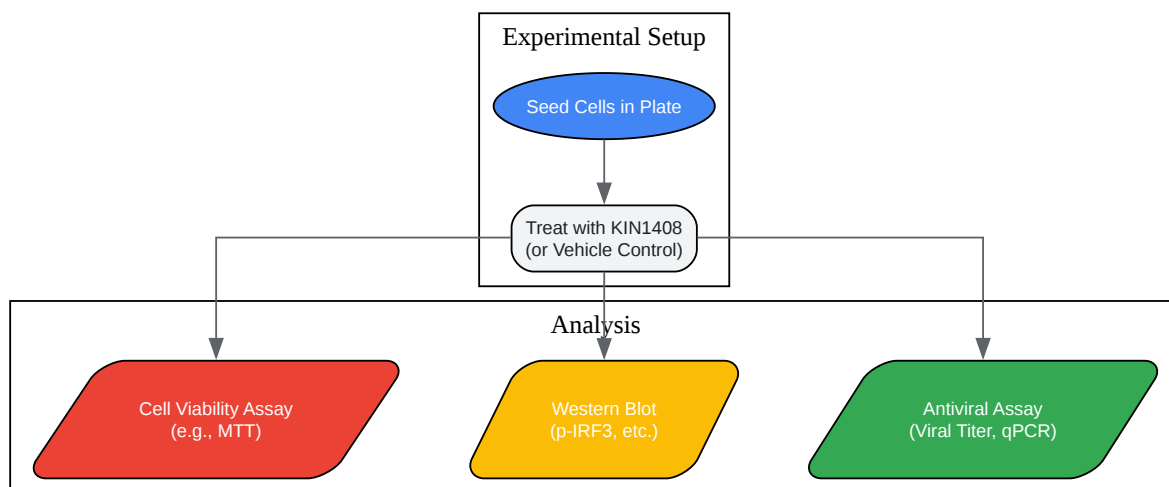 Experimental Setup
Seed Cells in Plate
Treat with KIN1408
(or Vehicle Control)
Analysis
Cell Viability Assay
(e.g., MTT)
Western Blot
(p-IRF3, etc.)
Antiviral Assay
(Viral Titer, qPCR)